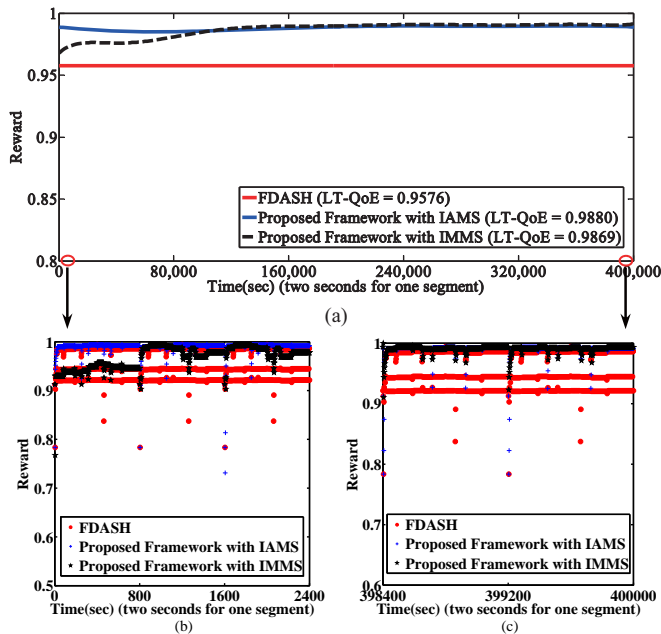 1
0.95
0.9
0.85
0.8
Reward
FDASH (LT-QoE = 0.9576)
Proposed Framework with IAMS (LT-QoE = 0.9880)
Proposed Framework with IMMS (LT-QoE = 0.9869)
0 80,000 160,000 240,000 320,000 400,000
Time(sec) (two seconds for one segment)
(a)
1
0.9
0.8
0.7
0.6
0.5
Reward
FDASH
Proposed Framework with IAMS
Proposed Framework with IMMS
0 800 1600 2400
Time(sec) (two seconds for one segment)
(b)
1
0.9
0.8
0.7
0.6
Reward
FDASH
Proposed Framework with IAMS
Proposed Framework with IMMS
398400 399200 400000
Time(sec) (two seconds for one segment)
(c)